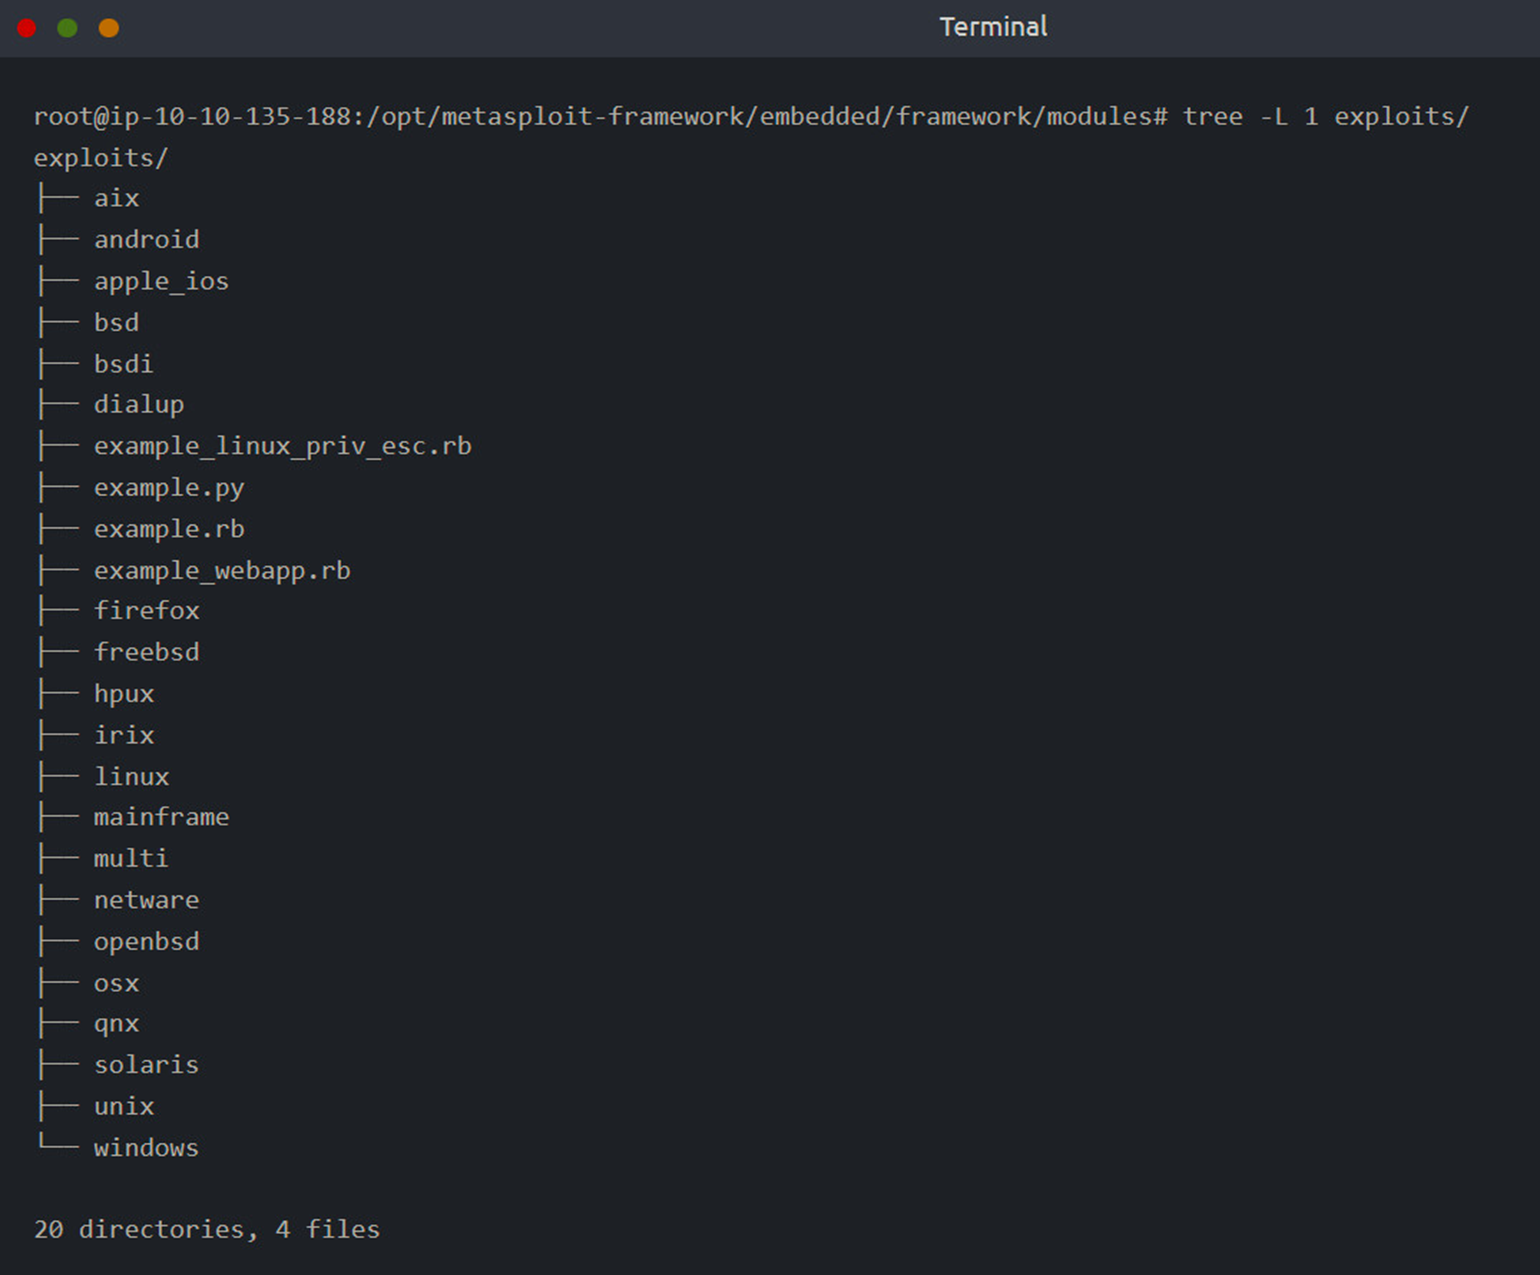 Terminal
root@ip-10-10-135-188:/opt/metasploit-framework/embedded/framework/modules# tree -L 1 exploits/
exploits/
├── aix
├── android
├── apple_ios
├── bsd
├── bsdi
├── dialup
├── example_linux_priv_esc.rb
├── example.py
├── example.rb
├── example_webapp.rb
├── firefox
├── freebsd
├── hpux
├── irix
├── linux
├── mainframe
├── multi
├── netware
├── openbsd
├── osx
├── qnx
├── solaris
├── unix
└── windows
20 directories, 4 files